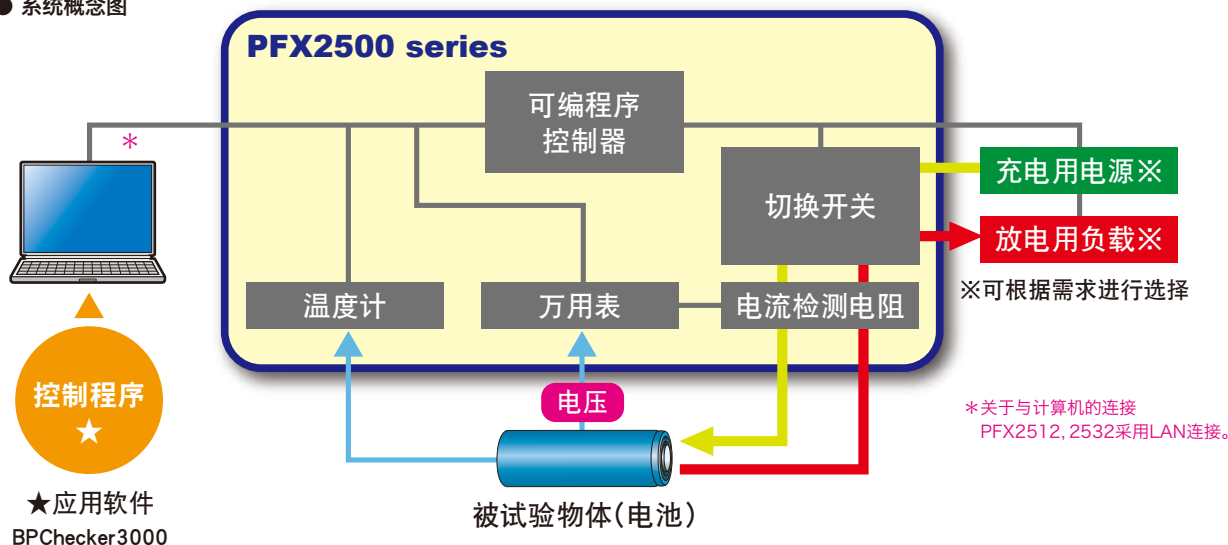 ● 系统概念图
PFX2500 series
可编程序
控制器
*
切换开关
充电用电源※
放电用负载※
※可根据需求进行选择
温度计
万用表
电流检测电阻
控制程序
★
电压
*关于与计算机的连接
PFX2512, 2532采用LAN连接。
★应用软件
BPChecker3000
被试验物体(电池)